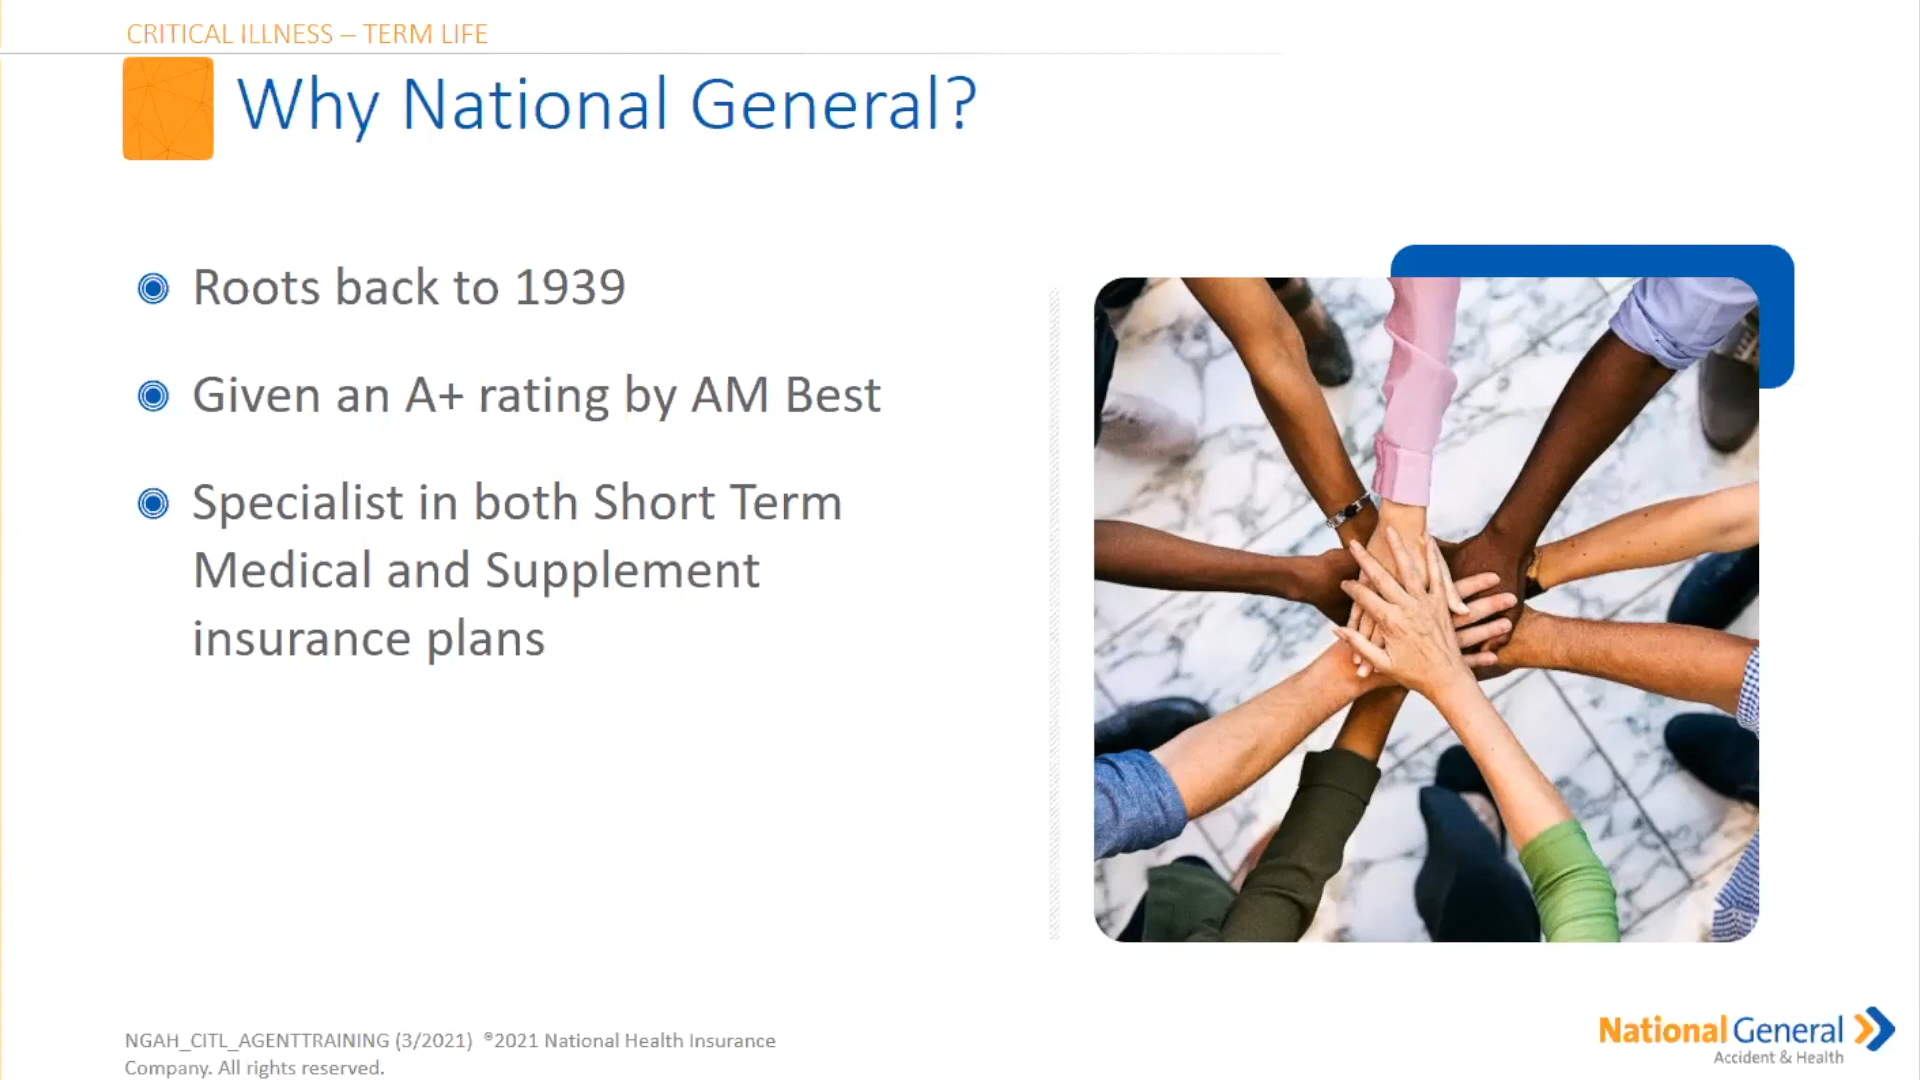 CRITICAL ILLNESS – TERM LIFE
Why National General?
Roots back to 1939
Given an A+ rating by AM Best
Specialist in both Short Term
Medical and Supplement
insurance plans
NGAH_CITL_AGENTTRAINING (3/2021) ©2021 National Health Insurance
Company. All rights reserved.
National General
Accident & Health